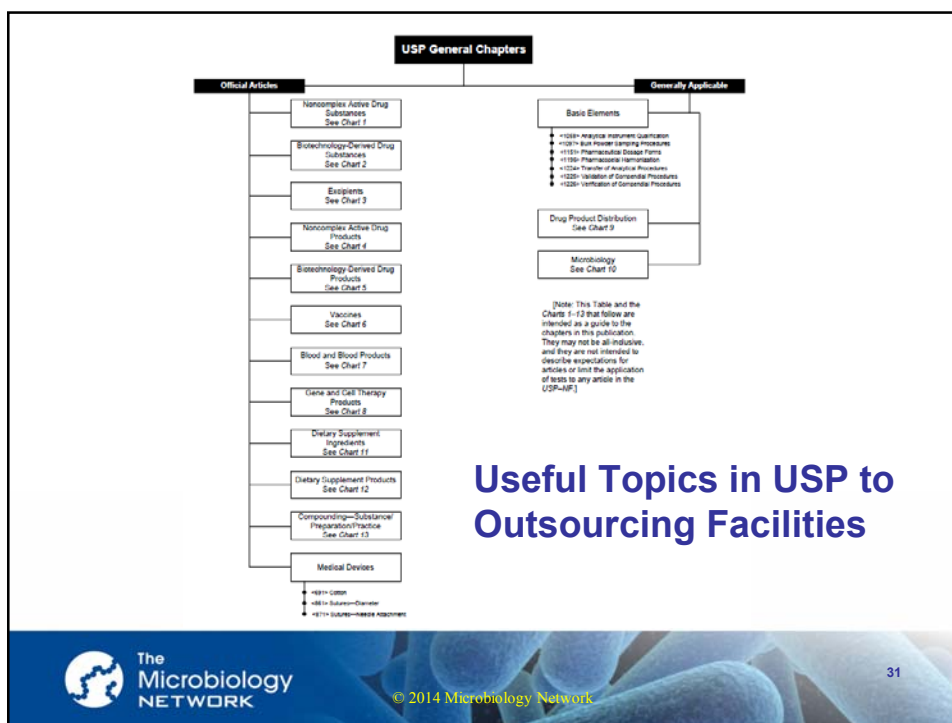 USP General Chapters
Official Articles
Noncomplex Active Drug
Substances
See Chart 1
Biotechnology-Derived Drug
Substances
See Chart 2
Excipients
See Chart 3
Noncomplex Active Drug
Products
See Chart 4
Biotechnology-Derived Drug
Products
See Chart 5
Vaccines
See Chart 6
Blood and Blood Products
See Chart 7
Gene and Cell Therapy
Products
See Chart 8
Dietary Supplement
Ingredients
See Chart 11
Dietary Supplement Products
See Chart 12
Compounding—Substance/
Preparation/Practice
See Chart 13
Medical Devices
<691> Cotton
<861> Sutures—Diameter
<871> Sutures—Needle Attachment
Generally Applicable
Basic Elements
<1058> Analytical Instrument Qualification
<1097> Bulk Powder Sampling Procedures
<1151> Pharmaceutical Dosage Forms
<1196> Pharmacopeial Harmonization
<1224> Transfer of Analytical Procedures
<1225> Validation of Compendial Procedures
<1226> Verification of Compendial Procedures
Drug Product Distribution
See Chart 9
Microbiology
See Chart 10
[Note: This Table and the
Charts 1–13 that follow are
intended as a guide to the
chapters in this publication.
They may not be all-inclusive,
and they are not intended to
describe expectations for
articles or limit the application
of tests to any article in the
USP–NF.]
Useful Topics in USP to
Outsourcing Facilities
The
Microbiology
NETWORK
© 2014 Microbiology Network
31